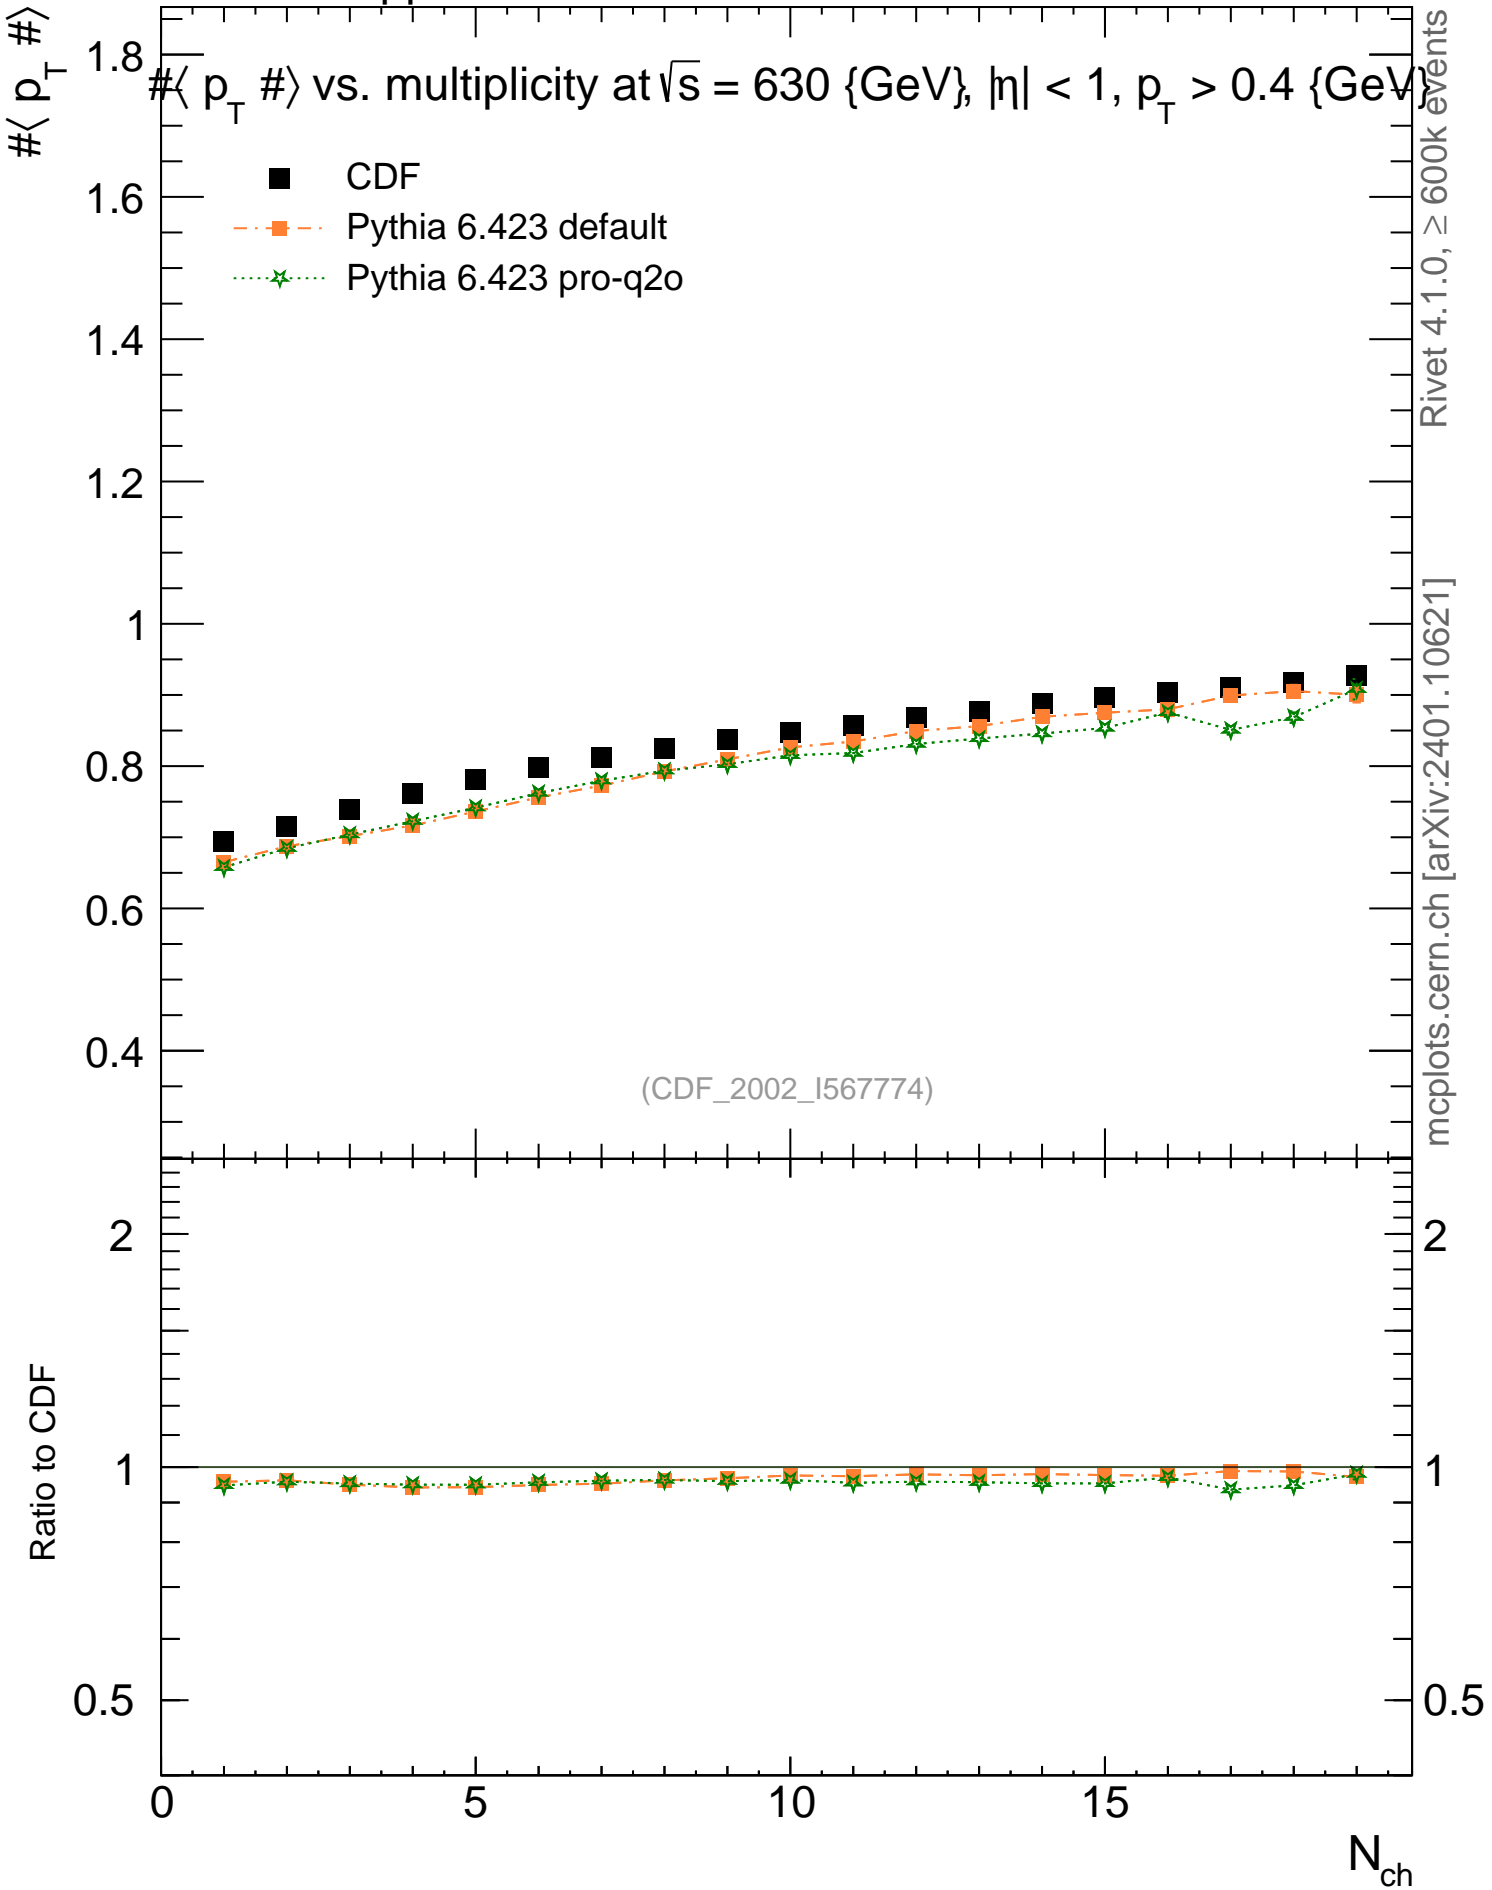 #⟨ p_T #⟩ vs. multiplicity at √s = 630 {GeV}, |η| < 1, p_T > 0.4 {GeV}
#⟨ p_T #⟩
CDF
Pythia 6.423 default
Pythia 6.423 pro-q2o
1.8
1.6
1.4
1.2
1
0.8
0.6
0.4
(CDF_2002_I567774)
Rivet 4.1.0, ≥ 600k events
mcplots.cern.ch [arXiv:2401.10621]
Ratio to CDF
2
1
0.5
2
1
0.5
0
5
10
15
N_ch